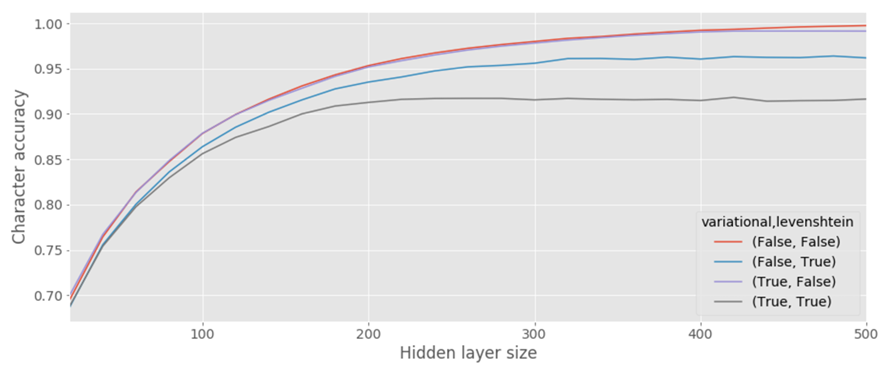 1.00
0.95
0.90
0.85
0.80
0.75
0.70
Character accuracy
100
200
300
400
500
Hidden layer size
variational,levenshtein
(False, False)
(False, True)
(True, False)
(True, True)